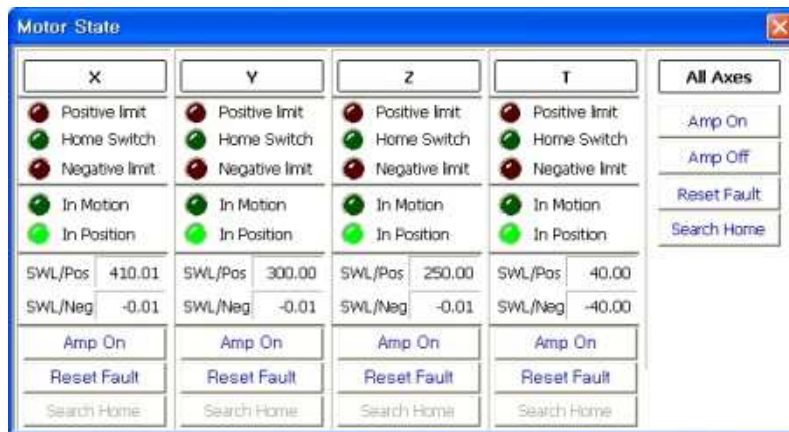 Motor State
X Y Z T All Axes
Positive limit Positive limit Positive limit Positive limit
Home Switch Home Switch Home Switch Home Switch Amp On
Negative limit Negative limit Negative limit Negative limit Amp Off
In Motion In Motion In Motion In Motion Reset Fault
In Position In Position In Position In Position Search Home
SWL/Pos 410.01 SWL/Pos 300.00 SWL/Pos 250.00 SWL/Pos 40.00
SWL/Neg -0.01 SWL/Neg -0.01 SWL/Neg -0.01 SWL/Neg -40.00
Amp On Amp On Amp On Amp On
Reset Fault Reset Fault Reset Fault Reset Fault
Search Home Search Home Search Home Search Home